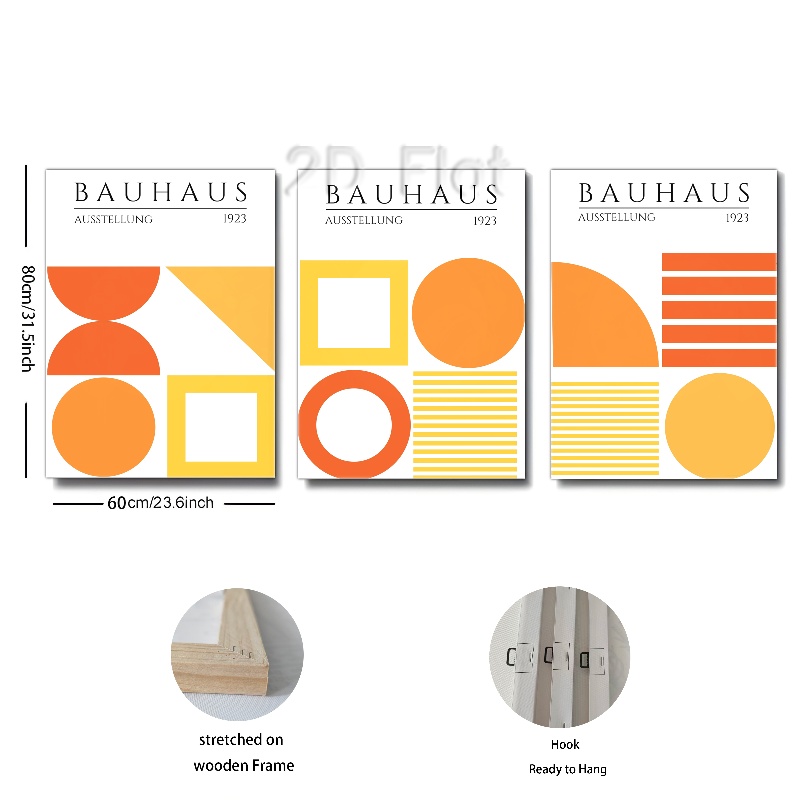 2D Flat
BAUHAUS
AUSSTELLUNG 1923
BAUHAUS
AUSSTELLUNG 1923
BAUHAUS
AUSSTELLUNG 1923
80cm/31.5inch
60cm/23.6inch
stretched on
wooden Frame
Hook
Ready to Hang